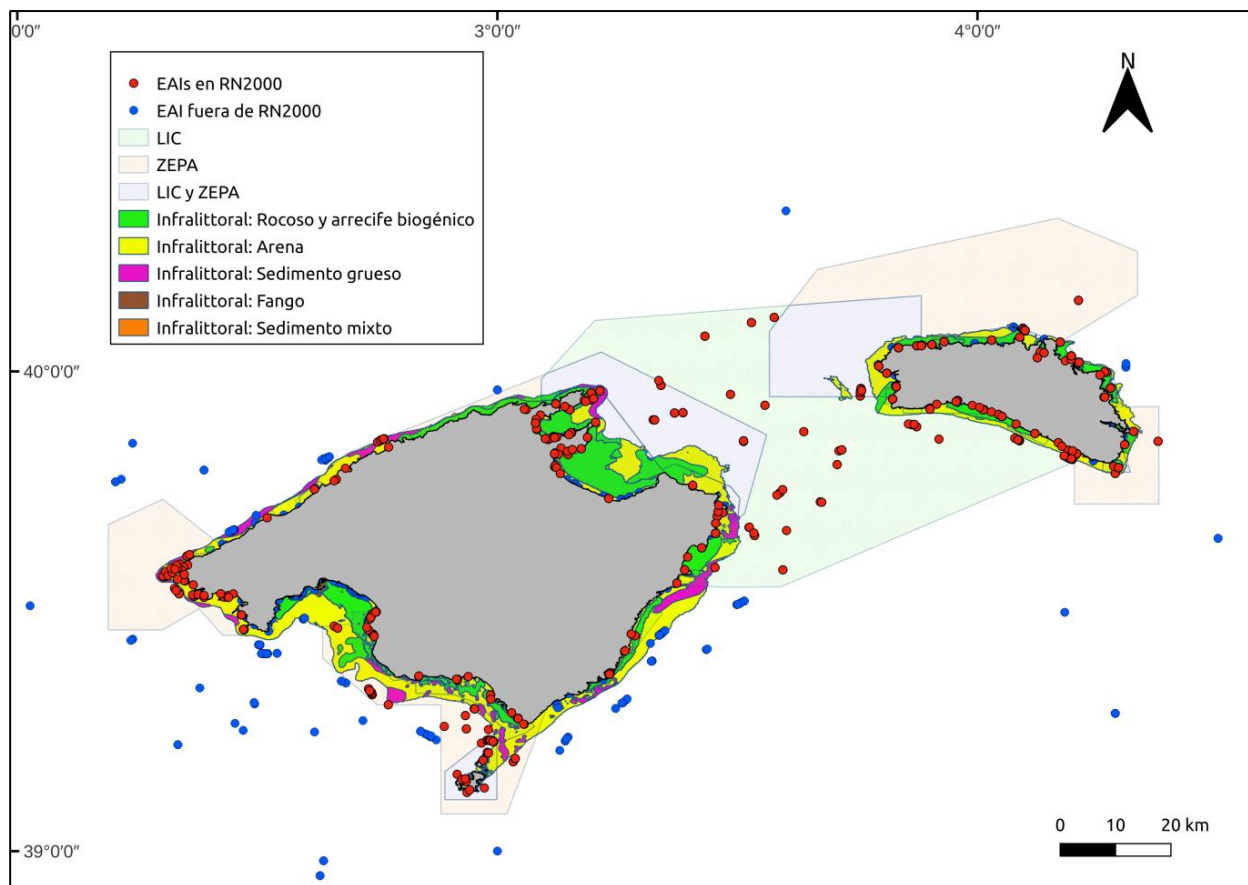 0'0'' 3°0'0'' 4°0'0''
N
EAIs en RN2000
EAI fuera de RN2000
LIC
ZEPA
LIC y ZEPA
Infralittoral: Rocoso y arrecife biogénico
Infralittoral: Arena
Infralittoral: Sedimento grueso
Infralittoral: Fango
Infralittoral: Sedimento mixto
40°0'0''
39°0'0''
0 10 20 km